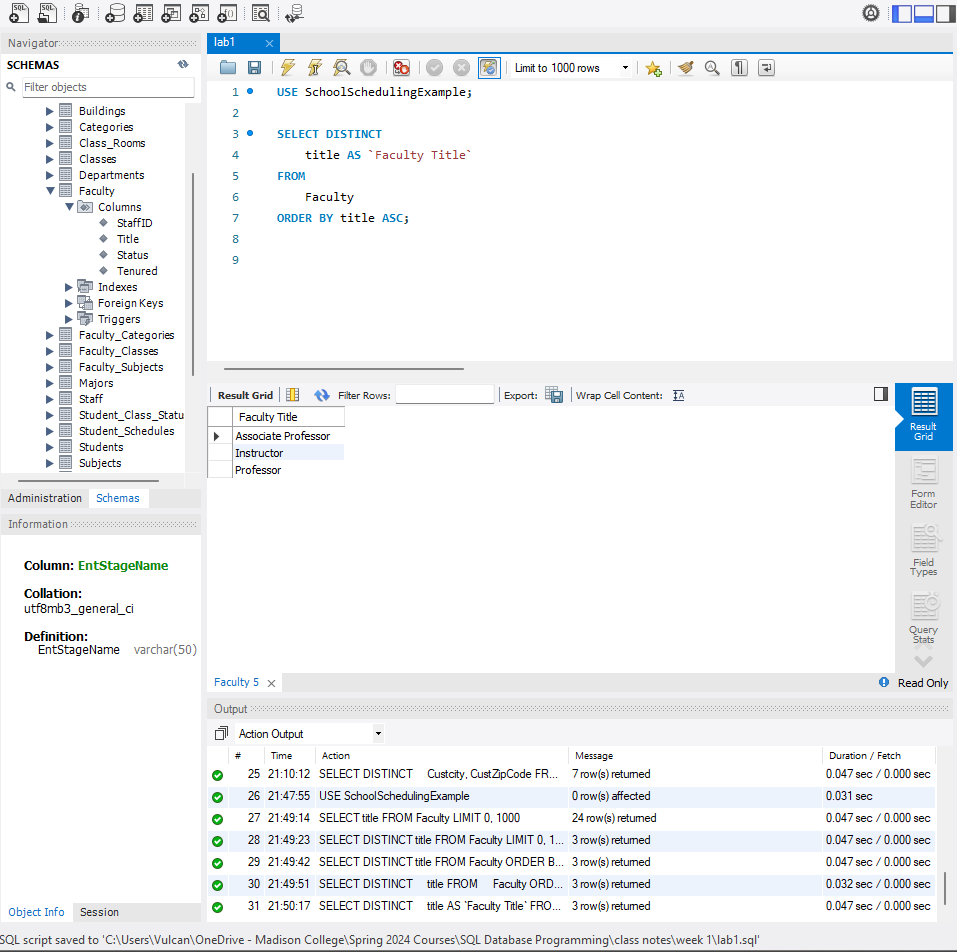 Navigator
SCHEMAS
Filter objects
Buildings
Categories
Class_Rooms
Classes
Departments
Faculty
Columns
StaffID
Title
Status
Tenured
Indexes
Foreign Keys
Triggers
Faculty_Categories
Faculty_Classes
Faculty_Subjects
Majors
Staff
Student_Class_Statu
Student_Schedules
Students
Subjects
Administration Schemas
Information
Column: EntStageName
Collation:
utf8mb3_general_ci
Definition:
EntStageName varchar(50)
Object Info Session
lab1
Limit to 1000 rows
1 USE SchoolSchedulingExample;
2
3 SELECT DISTINCT
4 title AS `Faculty Title`
5 FROM
6 Faculty
7 ORDER BY title ASC;
8
9
Result Grid Filter Rows: Export: Wrap Cell Content:
Faculty Title
Associate Professor
Instructor
Professor
Result
Grid
Form
Editor
Field
Types
Query
Stats
Faculty 5 Read Only
Output
Action Output
# Time Action Message Duration / Fetch
25 21:10:12 SELECT DISTINCT Custcity, CustZipCode FR... 7 row(s) returned 0.047 sec / 0.000 sec
26 21:47:55 USE SchoolSchedulingExample 0 row(s) affected 0.031 sec
27 21:49:14 SELECT title FROM Faculty LIMIT 0, 1000 24 row(s) returned 0.047 sec / 0.000 sec
28 21:49:23 SELECT DISTINCT title FROM Faculty LIMIT 0, 1... 3 row(s) returned 0.047 sec / 0.000 sec
29 21:49:42 SELECT DISTINCT title FROM Faculty ORDER B... 3 row(s) returned 0.047 sec / 0.000 sec
30 21:49:51 SELECT DISTINCT title FROM Faculty ORD... 3 row(s) returned 0.032 sec / 0.000 sec
31 21:50:17 SELECT DISTINCT title AS `Faculty Title` FRO... 3 row(s) returned 0.047 sec / 0.000 sec
SQL script saved to 'C:\Users\Vulcan\OneDrive - Madison College\Spring 2024 Courses\SQL Database Programming\class notes\week 1\lab1.sql'